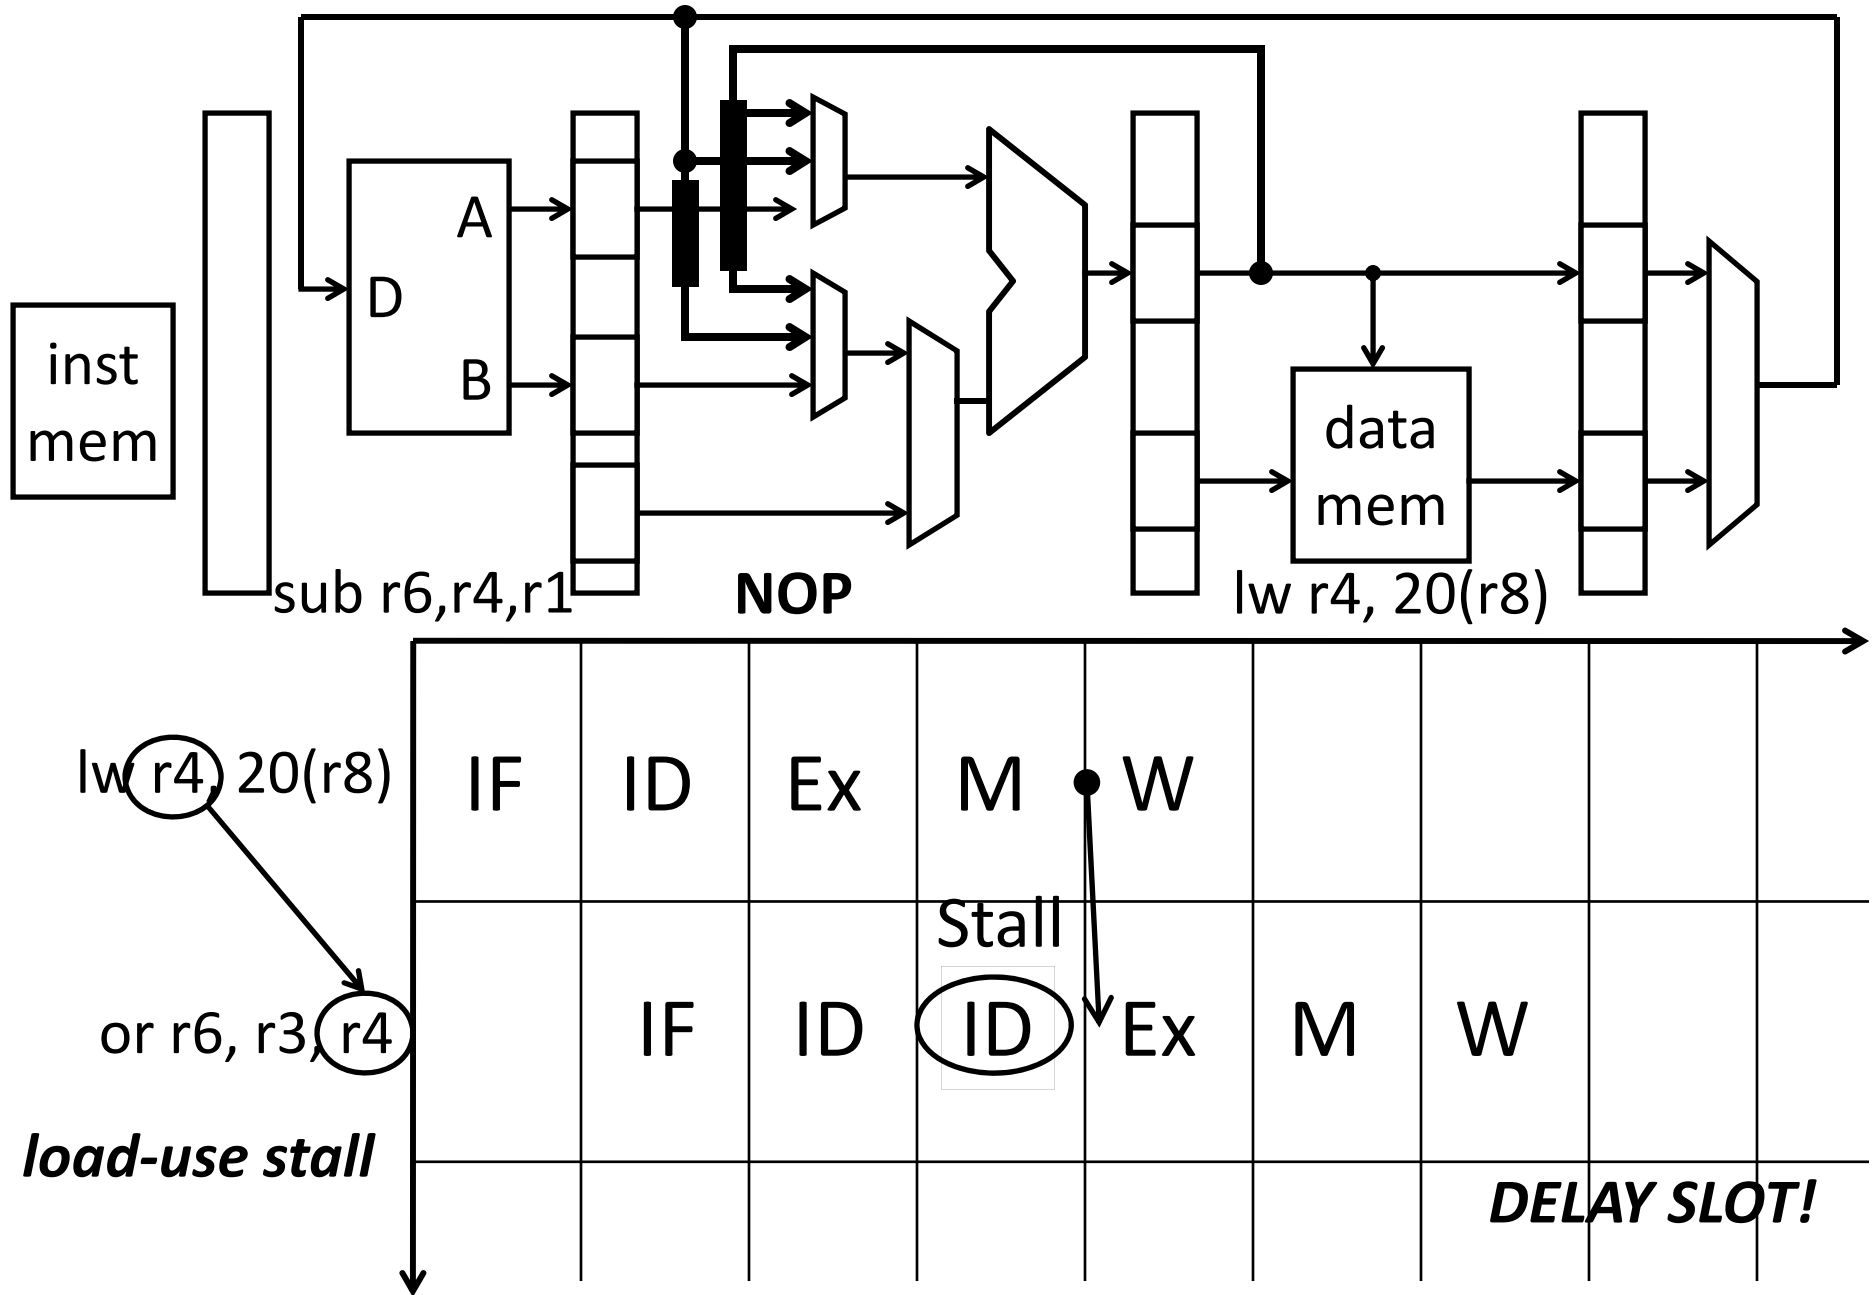 A
D
B
inst
mem
data
mem
sub r6,r4,r1
NOP
lw r4, 20(r8)
lw r4, 20(r8)
IF ID Ex M W
Stall
or r6, r3, r4
IF ID ID Ex M W
load-use stall
DELAY SLOT!